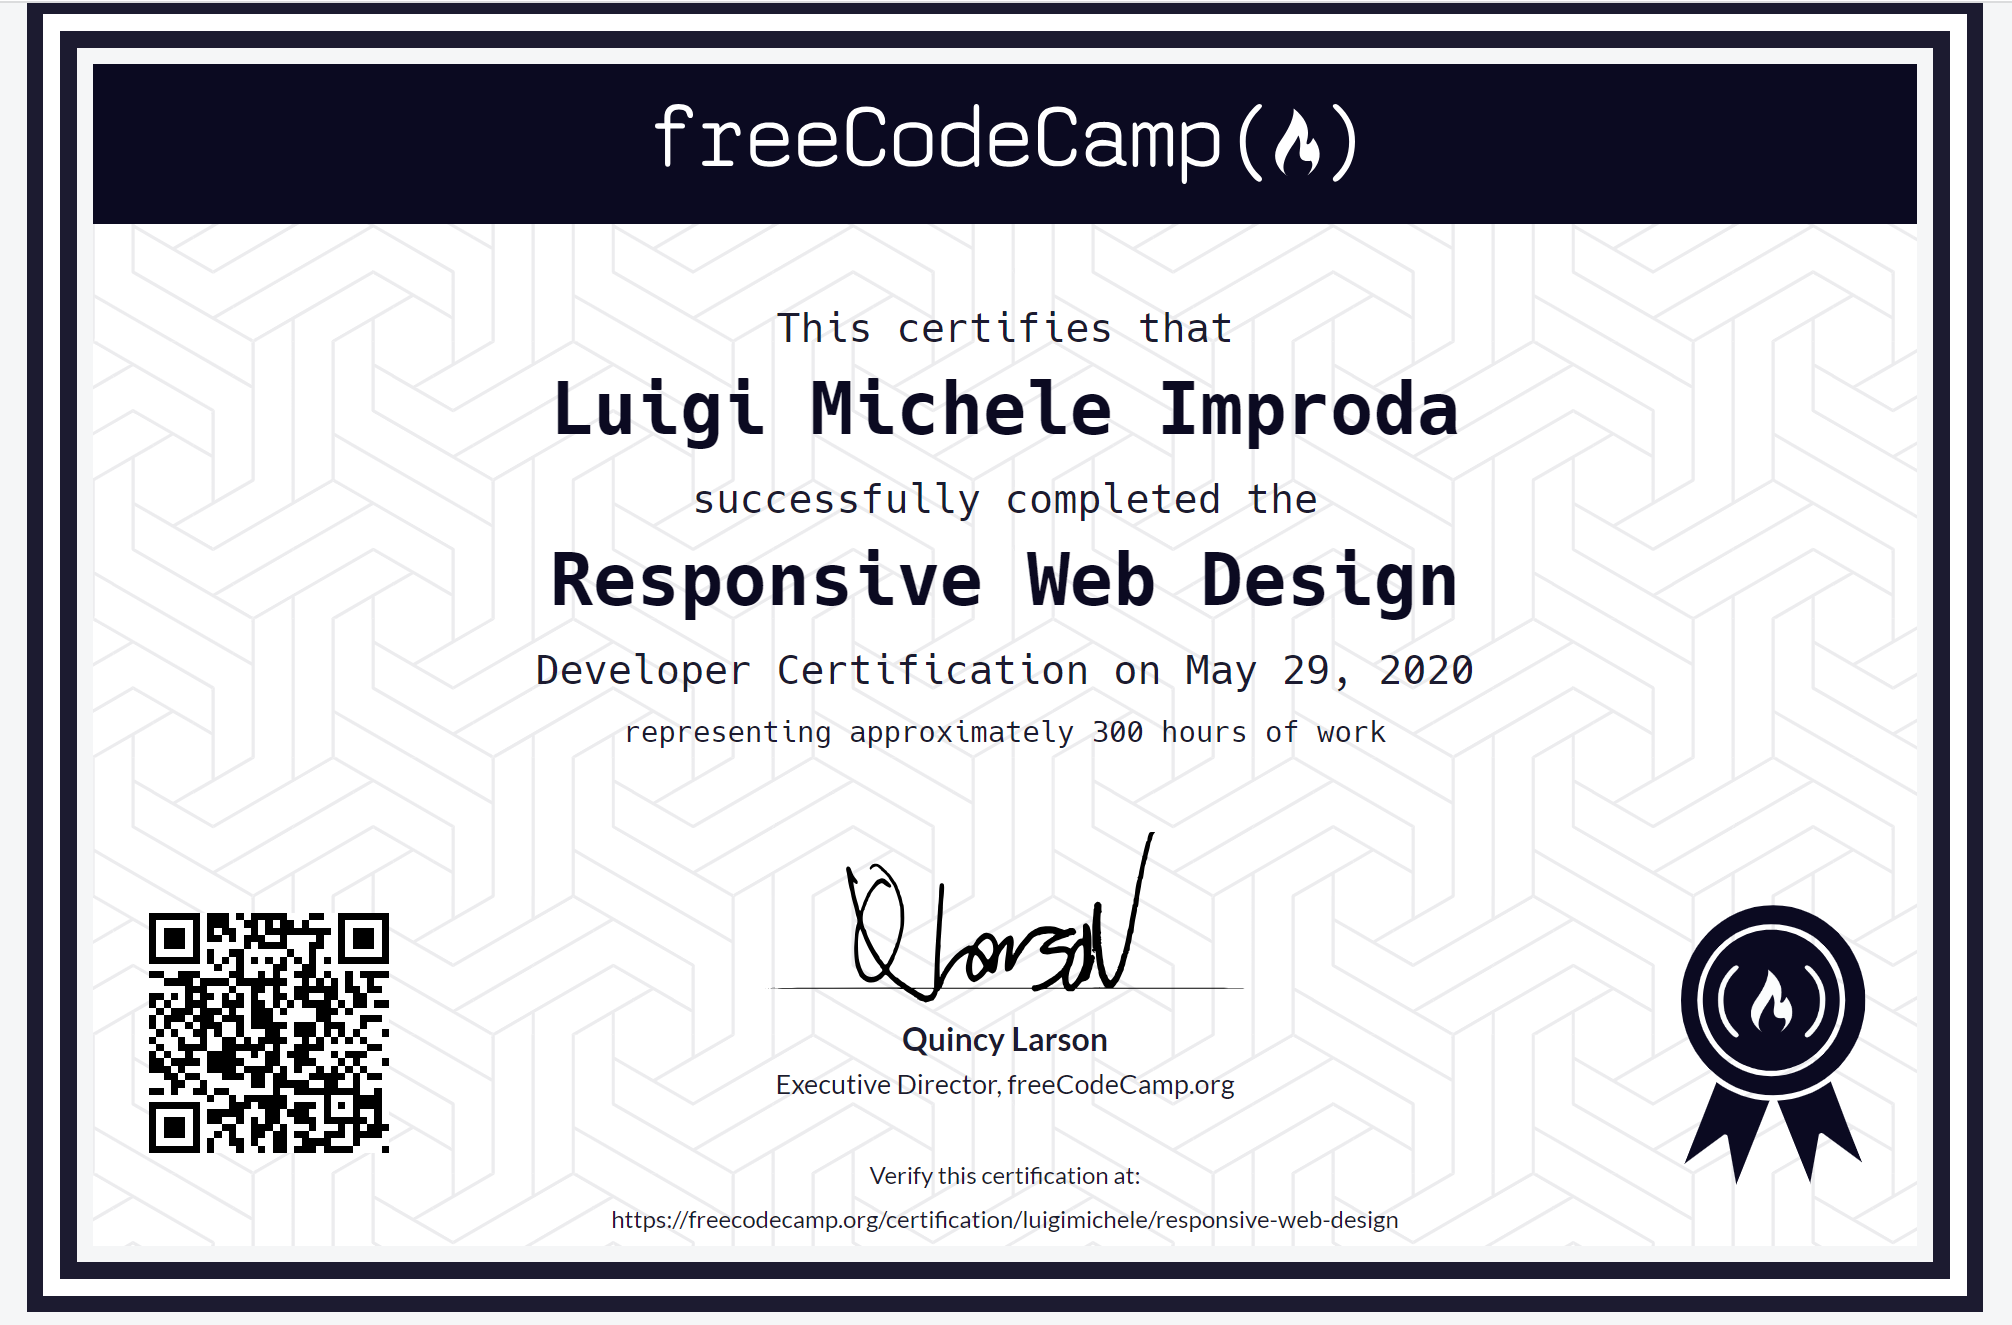 freeCodeCamp
This certifies that
Luigi Michele Improda
successfully completed the
Responsive Web Design
Developer Certification on May 29, 2020
representing approximately 300 hours of work
Quincy Larson
Executive Director, freeCodeCamp.org
Verify this certification at:
https://freecodecamp.org/certification/luigimichele/responsive-web-design